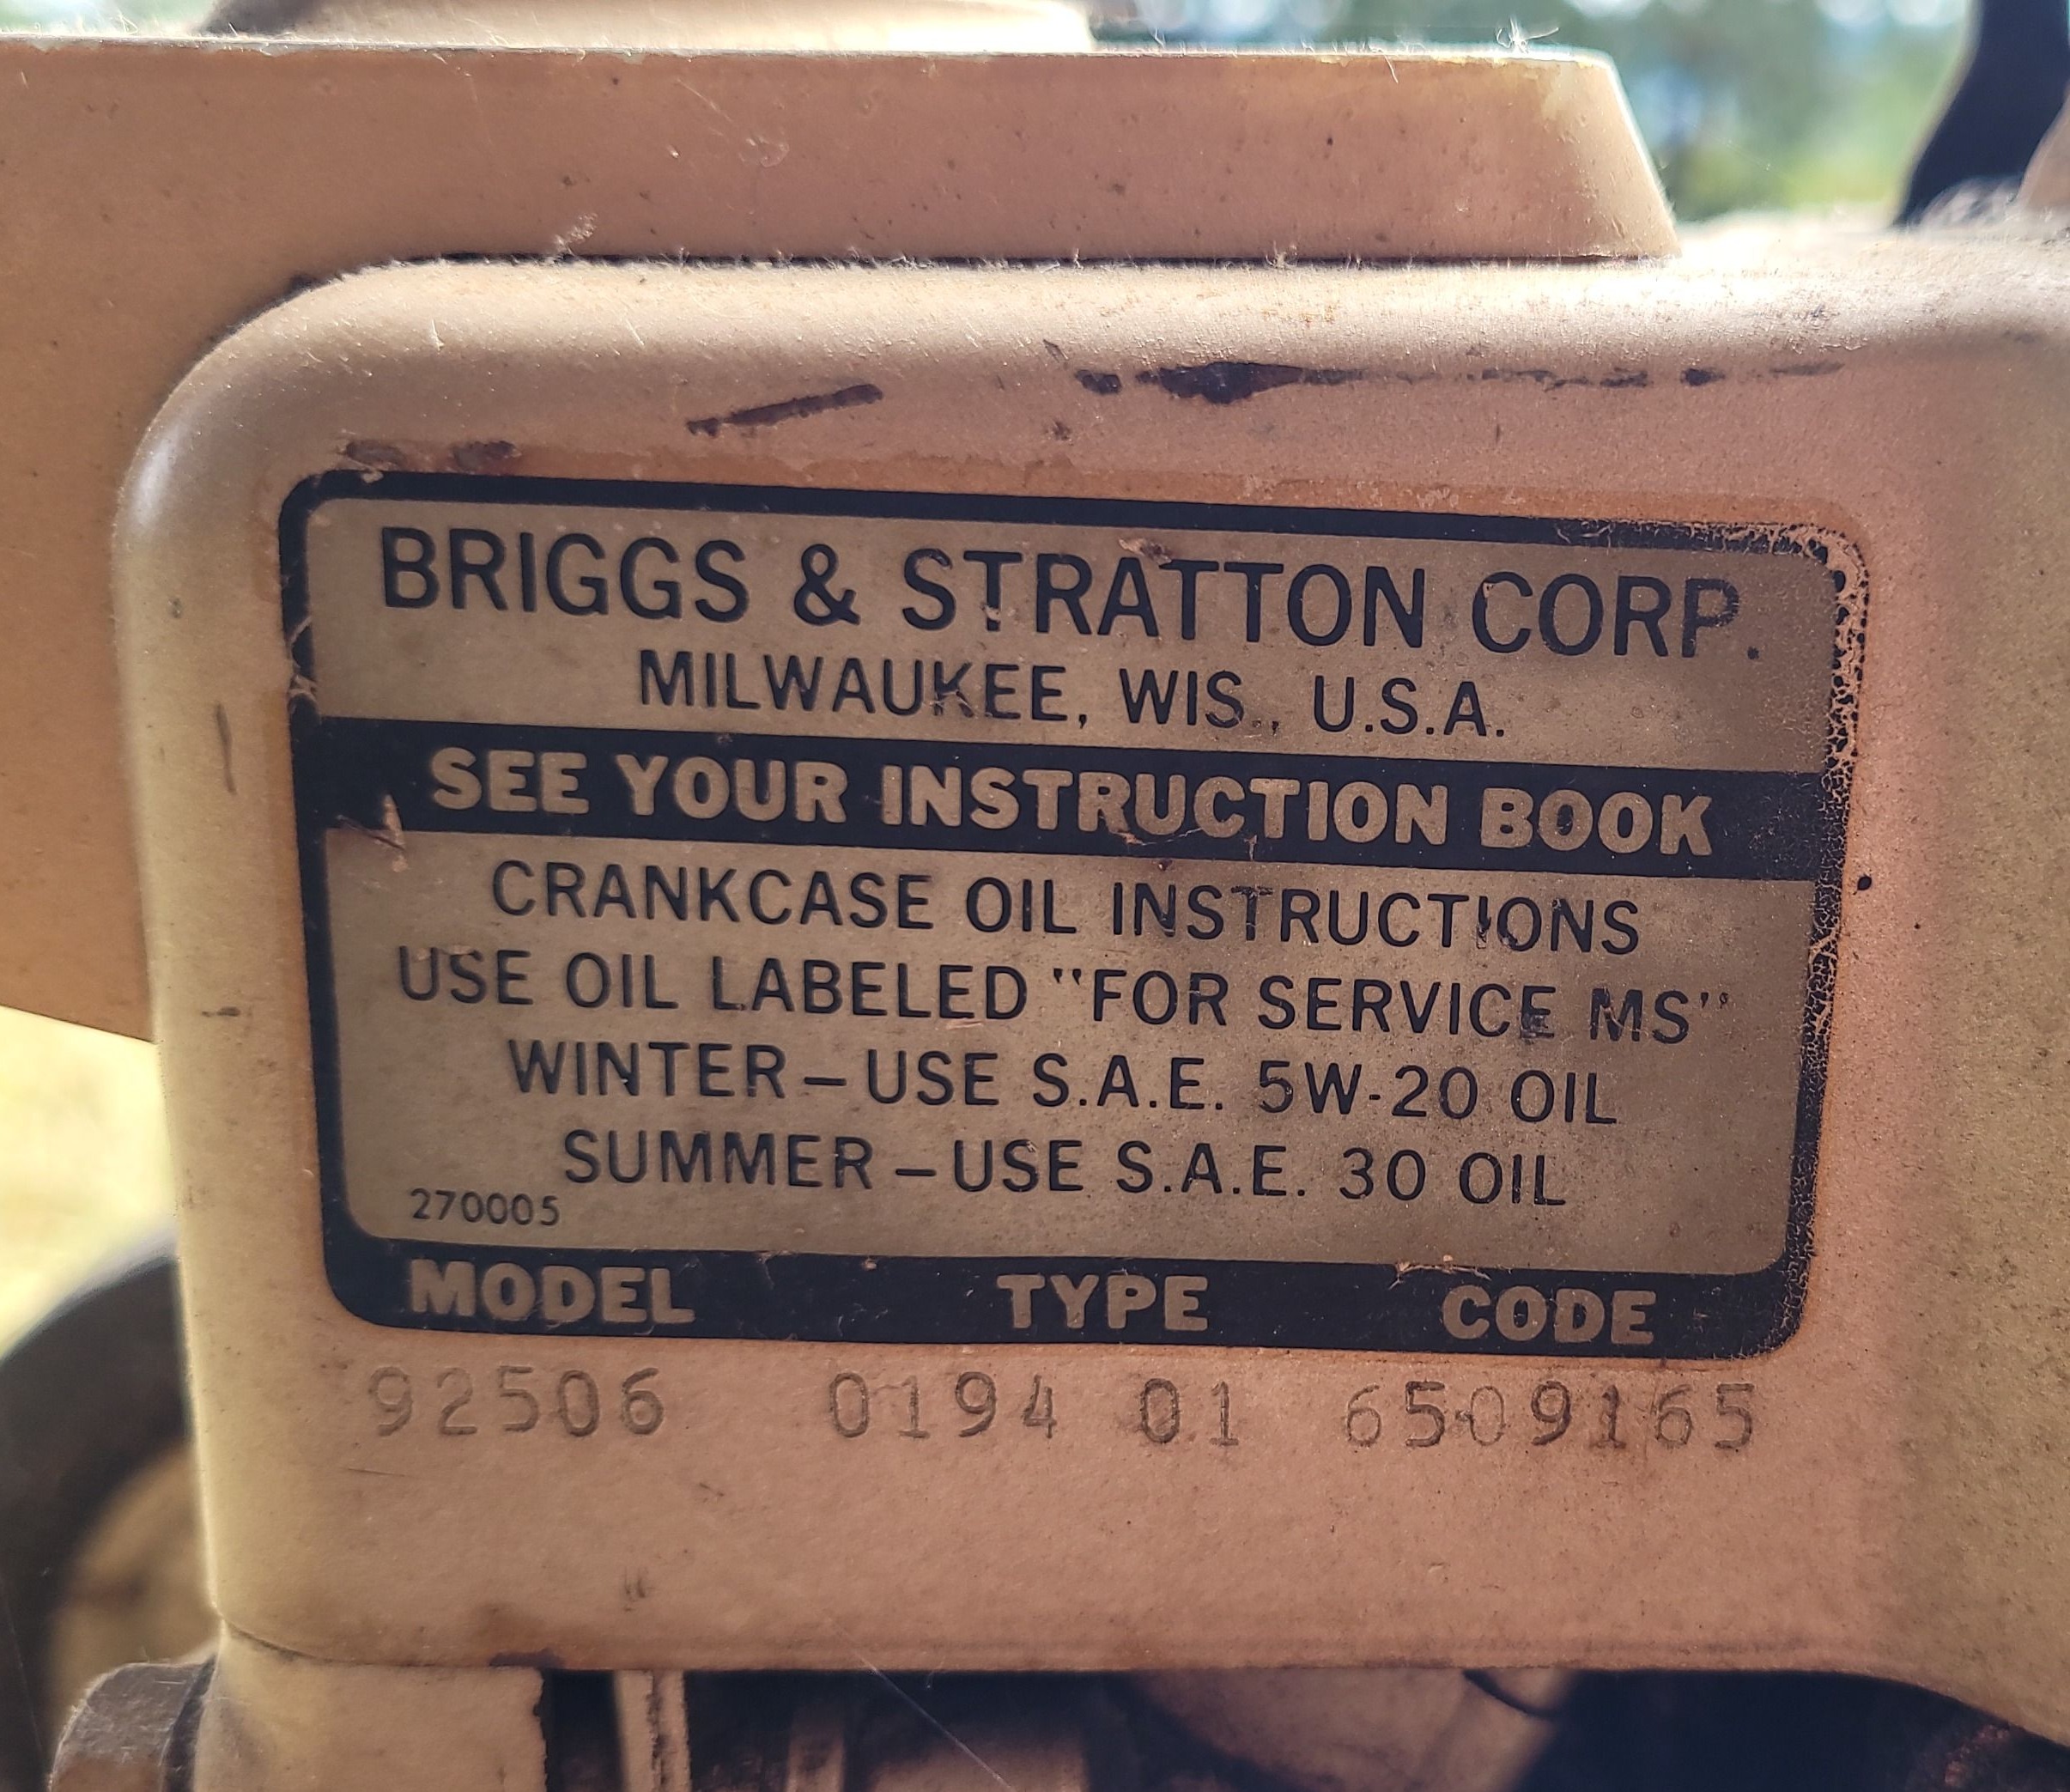 BRIGGS & STRATTON CORP.
MILWAUKEE, WIS., U.S.A.
SEE YOUR INSTRUCTION BOOK
CRANKCASE OIL INSTRUCTIONS
USE OIL LABELED "FOR SERVICE MS"
WINTER – USE S.A.E. 5W-20 OIL
SUMMER – USE S.A.E. 30 OIL
270005
MODEL TYPE CODE
92506 0194 01 6509165